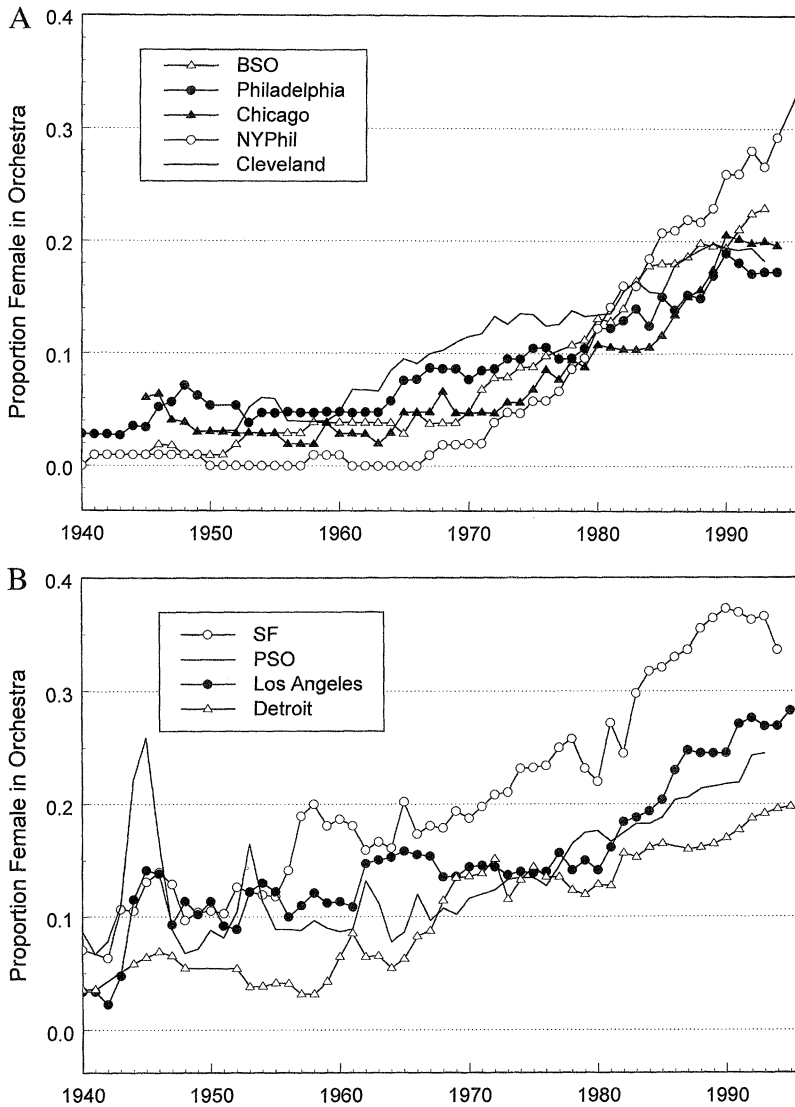 A
0.4
BSO
Philadelphia
Chicago
NYPhil
Cleveland
0.3
0.2
0.1
0.0
Proportion Female in Orchestra
1940 1950 1960 1970 1980 1990
B
0.4
SF
PSO
Los Angeles
Detroit
0.3
0.2
0.1
0.0
Proportion Female in Orchestra
1940 1950 1960 1970 1980 1990